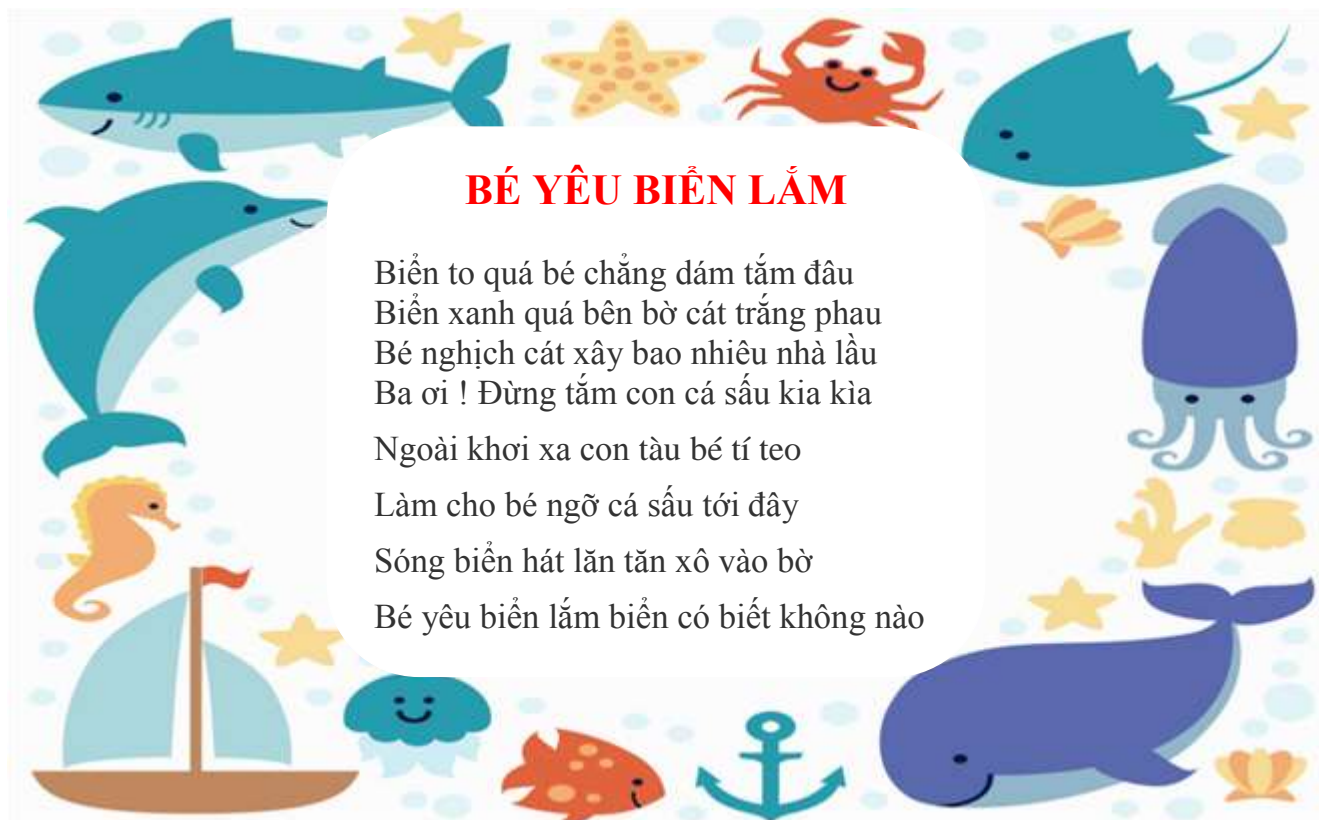 BÉ YÊU BIỂN LẮM
Biển to quá bé chẳng dám tắm đâu
Biển xanh quá bên bờ cát trắng phau
Bé nghịch cát xây bao nhiêu nhà lầu
Ba ơi ! Đừng tắm con cá sấu kia kìa
Ngoài khơi xa con tàu bé tí teo
Làm cho bé ngỡ cá sấu tới đây
Sóng biển hát lăn tăn xô vào bờ
Bé yêu biển lắm biển có biết không nào